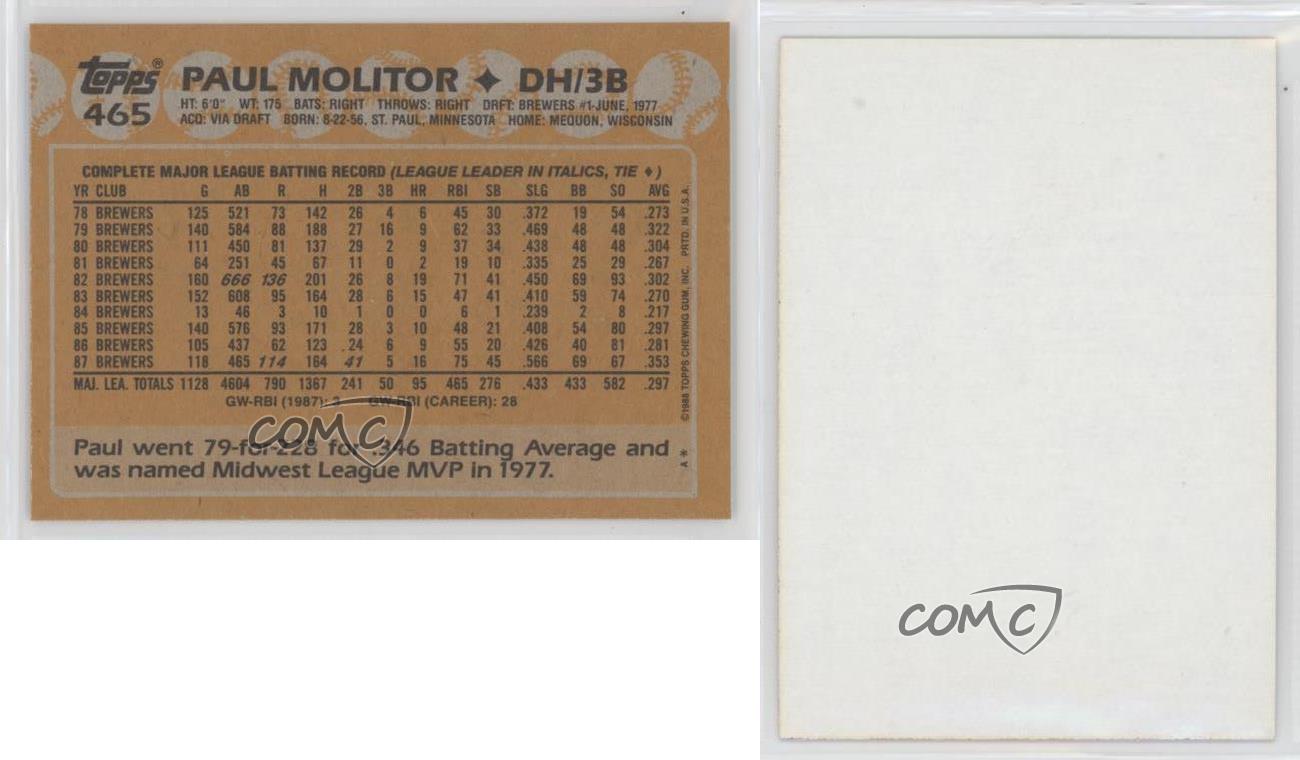 Topps®
465
PAUL MOLITOR ✦ DH/3B
HT: 6'0" WT: 175 BATS: RIGHT THROWS: RIGHT DRFT: BREWERS #1-JUNE, 1977
ACQ: VIA DRAFT BORN: 8-22-56, ST. PAUL, MINNESOTA HOME: MEQUON, WISCONSIN
COMPLETE MAJOR LEAGUE BATTING RECORD (LEAGUE LEADER IN ITALICS, TIE ♦)
YR CLUB G AB R H 2B 3B HR RBI SB SLG BB SO AVG
78 BREWERS 125 521 73 142 26 4 6 45 30 .372 19 54 .273
79 BREWERS 140 584 88 188 27 16 9 62 33 .469 48 48 .322
80 BREWERS 111 450 81 137 29 2 9 37 34 .438 48 48 .304
81 BREWERS 64 251 45 67 11 0 2 19 10 .335 25 29 .267
82 BREWERS 160 666 136 201 26 8 19 71 41 .450 69 93 .302
83 BREWERS 152 608 95 164 28 6 15 47 41 .410 59 74 .270
84 BREWERS 13 46 3 10 1 0 0 6 1 .239 2 8 .217
85 BREWERS 140 576 93 171 28 3 10 48 21 .408 54 80 .297
86 BREWERS 105 437 62 123 24 6 9 55 20 .426 40 81 .281
87 BREWERS 118 465 114 164 41 5 16 75 45 .566 69 67 .353
MAJ. LEA. TOTALS 1128 4604 790 1367 241 50 95 465 276 .433 433 582 .297
GW-RBI (1987): 3 GW-RBI (CAREER): 28
Paul went 79-for-228 for .346 Batting Average and
was named Midwest League MVP in 1977.
A * ©1988 TOPPS CHEWING GUM, INC. PRTD. IN U.S.A.
COMC
COMC